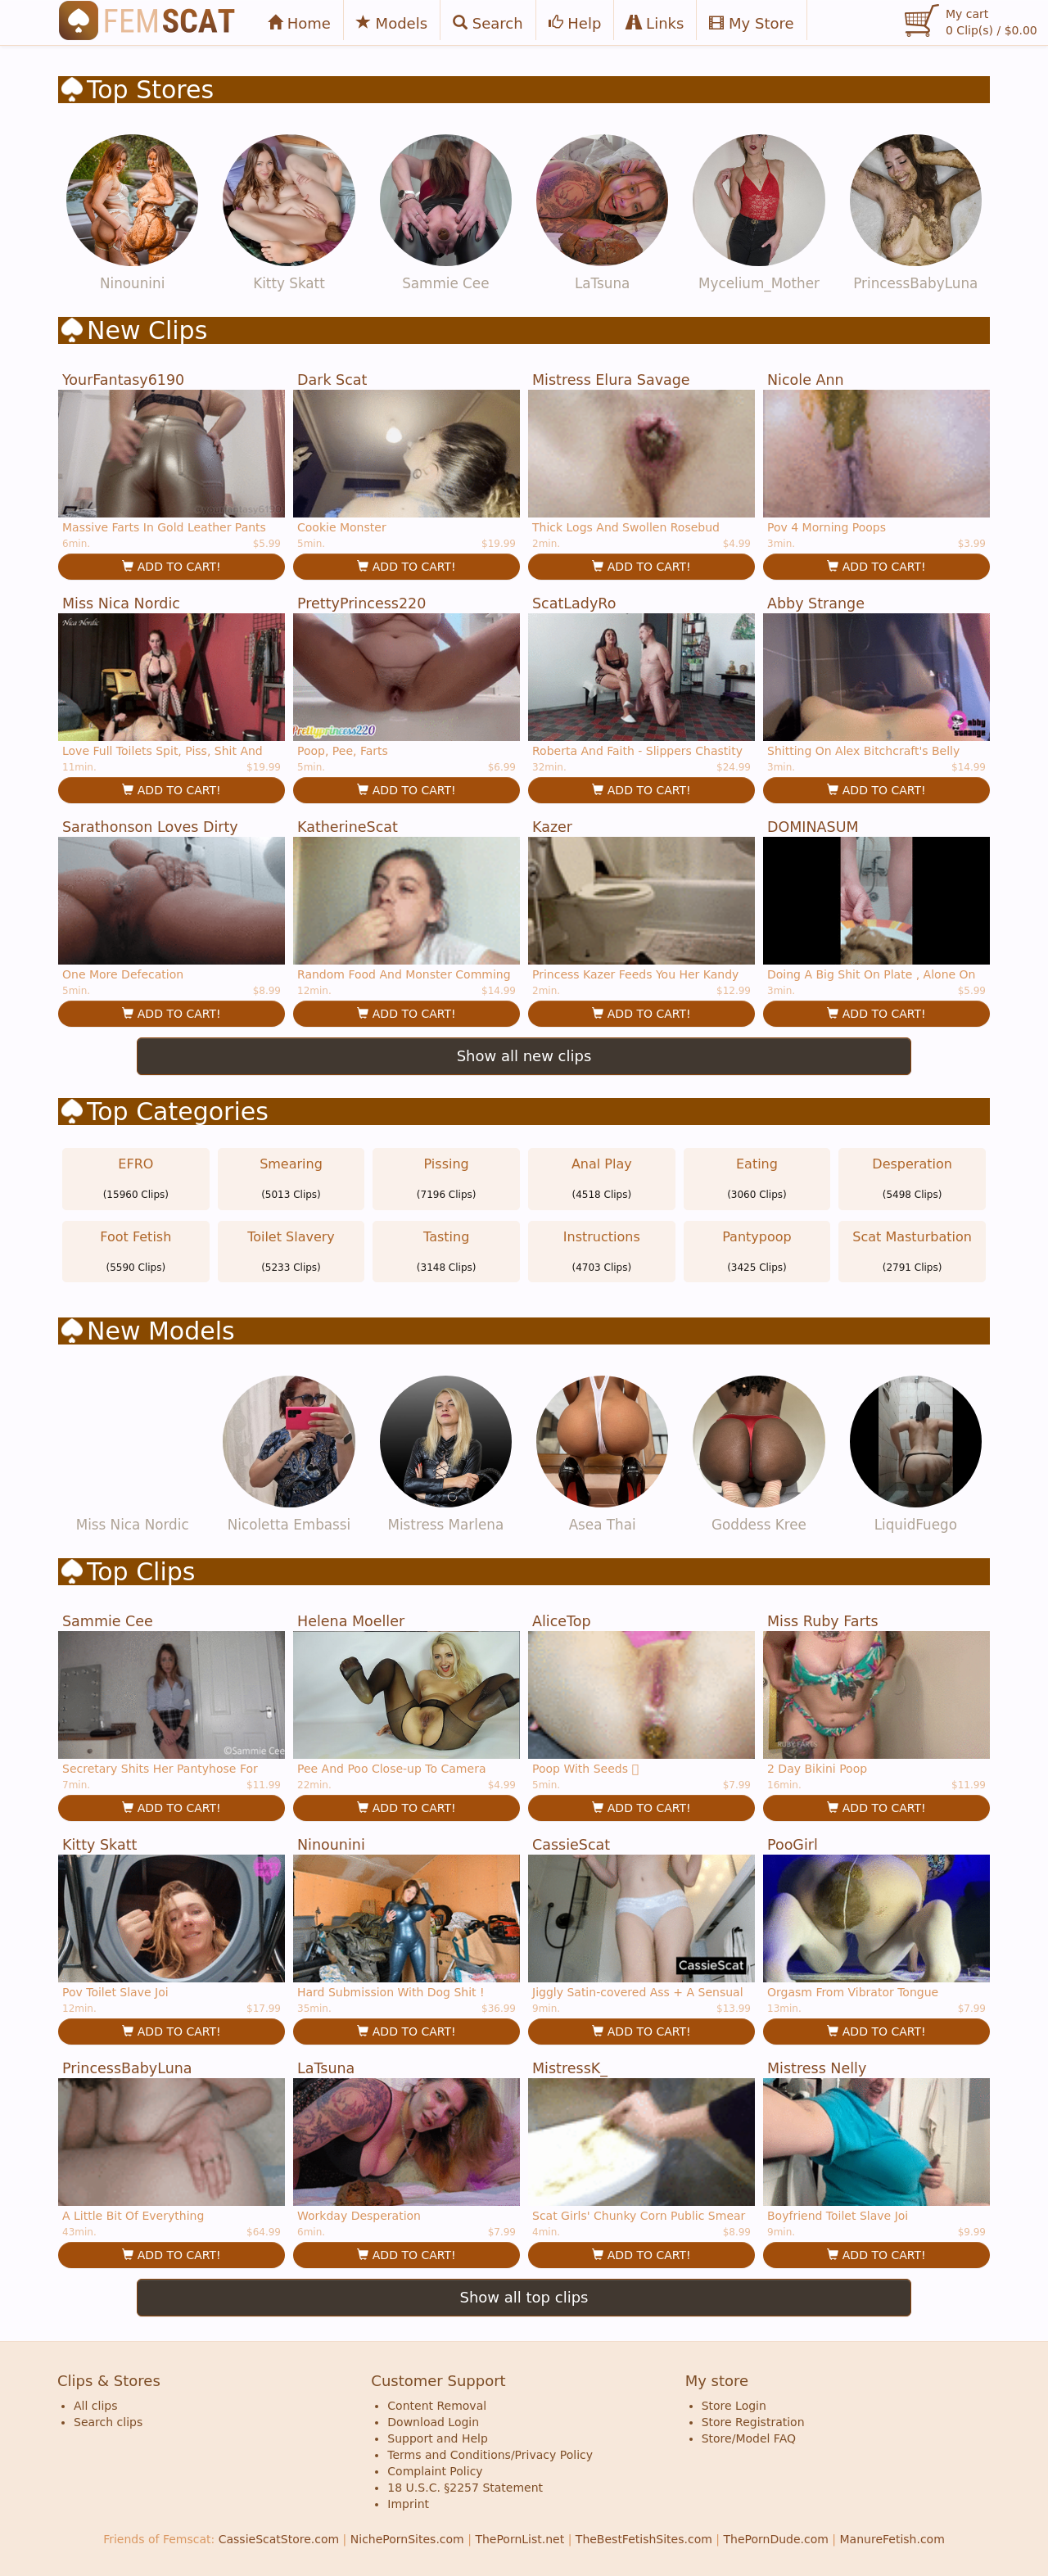 FEMSCAT
Home
Models
Search
Help
Links
My Store
My cart
0 Clip(s) / $0.00
Top Stores
Ninounini
Kitty Skatt
Sammie Cee
LaTsuna
Mycelium_Mother
PrincessBabyLuna
New Clips
YourFantasy6190
Massive Farts In Gold Leather Pants
6min. $5.99
ADD TO CART!
Dark Scat
Cookie Monster
5min. $19.99
ADD TO CART!
Mistress Elura Savage
Thick Logs And Swollen Rosebud
2min. $4.99
ADD TO CART!
Nicole Ann
Pov 4 Morning Poops
3min. $3.99
ADD TO CART!
Miss Nica Nordic
Nica Nordic
Love Full Toilets Spit, Piss, Shit And
11min. $19.99
ADD TO CART!
PrettyPrincess220
Prettyprincess220
Poop, Pee, Farts
5min. $6.99
ADD TO CART!
ScatLadyRo
Roberta And Faith - Slippers Chastity
32min. $24.99
ADD TO CART!
Abby Strange
abby
strange
Shitting On Alex Bitchcraft's Belly
3min. $14.99
ADD TO CART!
Sarathonson Loves Dirty
One More Defecation
5min. $8.99
ADD TO CART!
KatherineScat
Random Food And Monster Comming
12min. $14.99
ADD TO CART!
Kazer
Princess Kazer Feeds You Her Kandy
2min. $12.99
ADD TO CART!
DOMINASUM
Doing A Big Shit On Plate , Alone On
3min. $5.99
ADD TO CART!
Show all new clips
Top Categories
EFRO
(15960 Clips)
Smearing
(5013 Clips)
Pissing
(7196 Clips)
Anal Play
(4518 Clips)
Eating
(3060 Clips)
Desperation
(5498 Clips)
Foot Fetish
(5590 Clips)
Toilet Slavery
(5233 Clips)
Tasting
(3148 Clips)
Instructions
(4703 Clips)
Pantypoop
(3425 Clips)
Scat Masturbation
(2791 Clips)
New Models
Miss Nica Nordic
Nicoletta Embassi
Mistress Marlena
Asea Thai
Goddess Kree
LiquidFuego
Top Clips
Sammie Cee
©Sammie Cee
Secretary Shits Her Pantyhose For
7min. $11.99
ADD TO CART!
Helena Moeller
Pee And Poo Close-up To Camera
22min. $4.99
ADD TO CART!
AliceTop
Poop With Seeds
5min. $7.99
ADD TO CART!
Miss Ruby Farts
2 Day Bikini Poop
16min. $11.99
ADD TO CART!
Kitty Skatt
Pov Toilet Slave Joi
12min. $17.99
ADD TO CART!
Ninounini
Hard Submission With Dog Shit !
35min. $36.99
ADD TO CART!
CassieScat
CassieScat
Jiggly Satin-covered Ass + A Sensual
9min. $13.99
ADD TO CART!
PooGirl
Orgasm From Vibrator Tongue
13min. $7.99
ADD TO CART!
PrincessBabyLuna
A Little Bit Of Everything
43min. $64.99
ADD TO CART!
LaTsuna
Workday Desperation
6min. $7.99
ADD TO CART!
MistressK_
Scat Girls' Chunky Corn Public Smear
4min. $8.99
ADD TO CART!
Mistress Nelly
Boyfriend Toilet Slave Joi
9min. $9.99
ADD TO CART!
Show all top clips
Clips & Stores
All clips
Search clips
Customer Support
Content Removal
Download Login
Support and Help
Terms and Conditions/Privacy Policy
Complaint Policy
18 U.S.C. §2257 Statement
Imprint
My store
Store Login
Store Registration
Store/Model FAQ
Friends of Femscat: CassieScatStore.com | NichePornSites.com | ThePornList.net | TheBestFetishSites.com | ThePornDude.com | ManureFetish.com